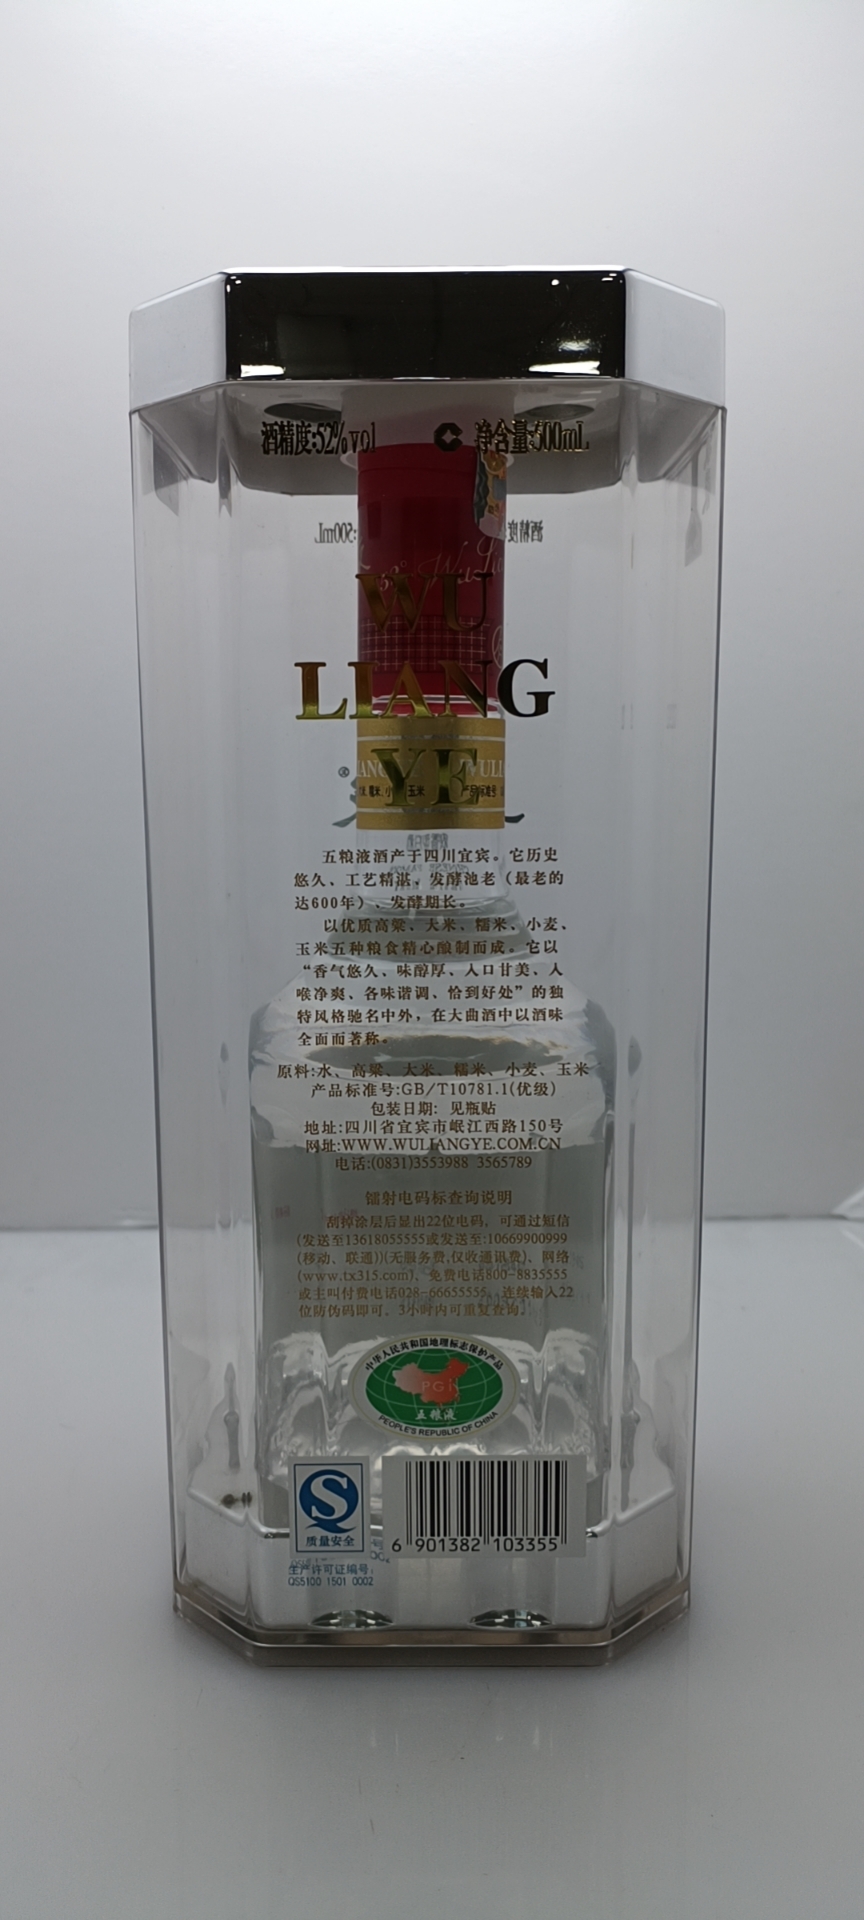 酒精度:52%vol 净含量:500mL
WU
LIANG
YE
五粮液酒产于四川宜宾。它历史
悠久、工艺精湛、发酵池老（最老的
达600年）、发酵期长。
以优质高粱、大米、糯米、小麦、
玉米五种粮食精心酿制而成。它以
“香气悠久、味醇厚、入口甘美、入
喉净爽、各味谐调、恰到好处”的独
特风格驰名中外，在大曲酒中以酒味
全面而著称。
原料:水、高粱、大米、糯米、小麦、玉米
产品标准号:GB/T10781.1(优级)
包装日期: 见瓶贴
地址:四川省宜宾市岷江西路150号
网址:WWW.WULIANGYE.COM.CN
电话:(0831)3553988 3565789
镭射电码标查询说明
刮掉涂层后显出22位电码，可通过短信
(发送至13618055555或发送至:10669900999
(移动、联通))(无服务费,仅收通讯费)、网络
(www.tx315.com)、免费电话800-8835555
或主叫付费电话028-66655555，连续输入22
位防伪码即可，3小时内可重复查询。
中华人民共和国地理标志保护产品
PGI
五粮液
PEOPLE'S REPUBLIC OF CHINA
质量安全
6 901382 103355
生产许可证编号:
QS5100 1501 0002